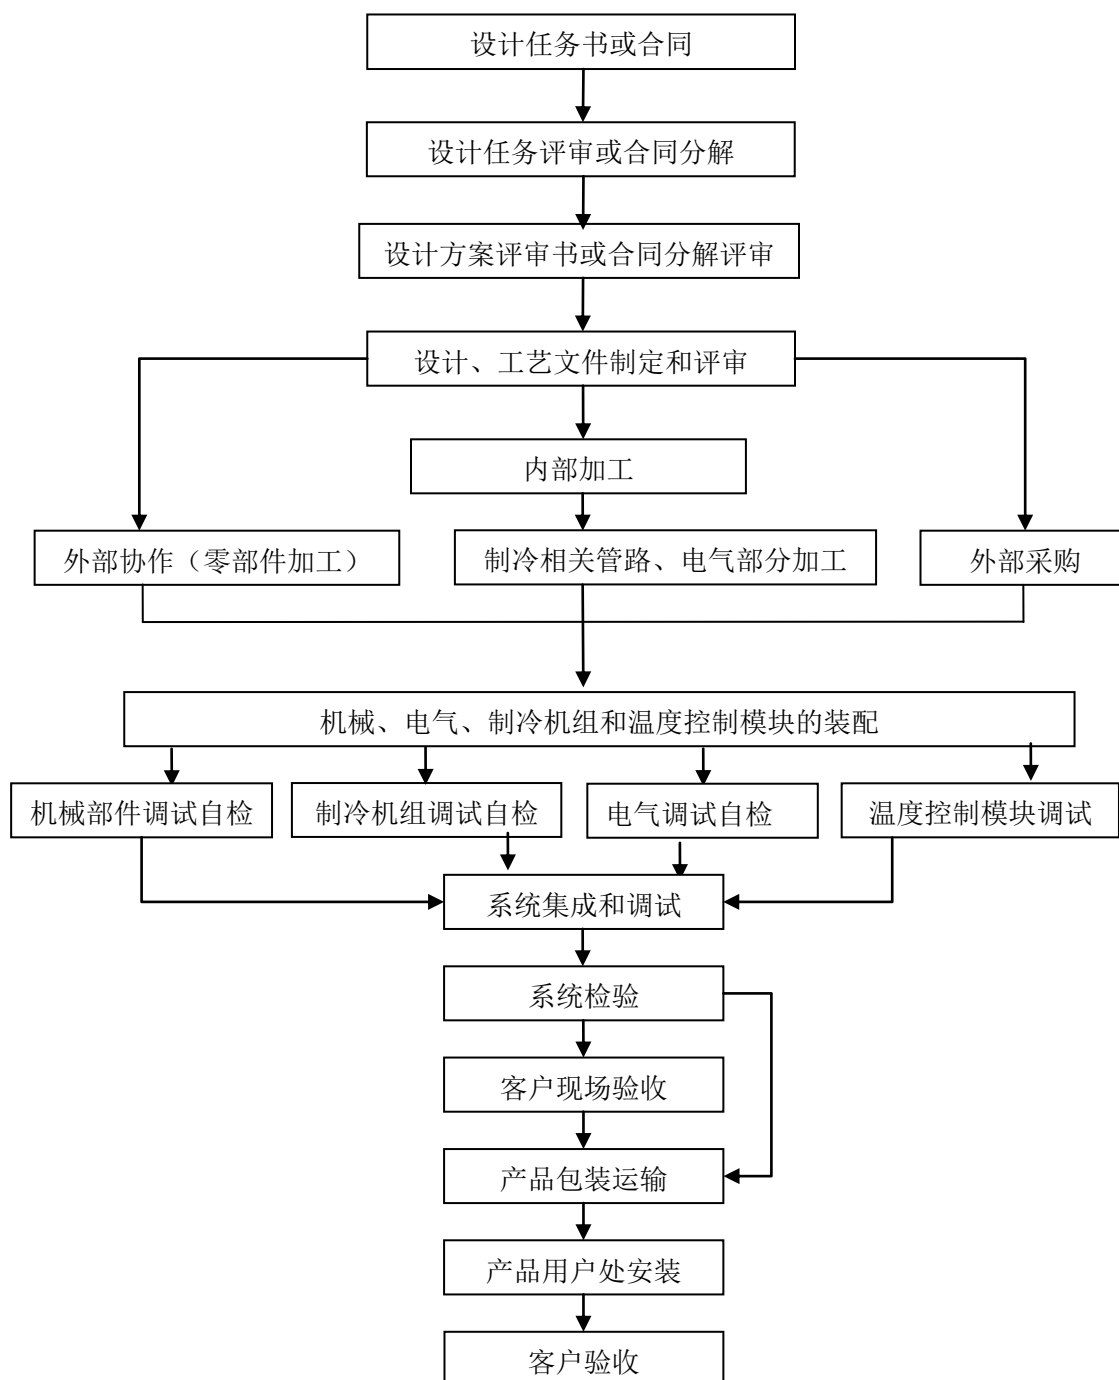 设计任务书或合同
设计任务评审或合同分解
设计方案评审书或合同分解评审
设计、工艺文件制定和评审
内部加工
外部协作（零部件加工）
制冷相关管路、电气部分加工
外部采购
机械、电气、制冷机组和温度控制模块的装配
机械部件调试自检
制冷机组调试自检
电气调试自检
温度控制模块调试
系统集成和调试
系统检验
客户现场验收
产品包装运输
产品用户处安装
客户验收